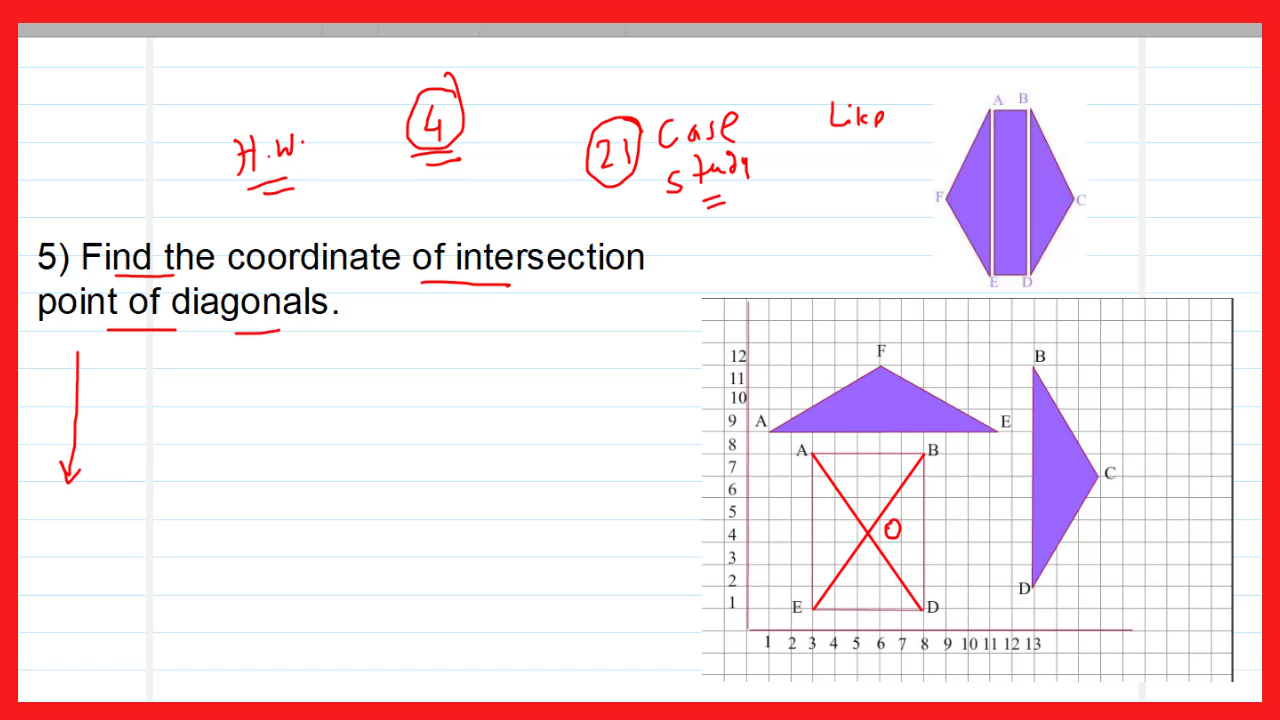 H.W.
4
21 Case
Study
Like
A B
F C
E D
5) Find the coordinate of intersection
point of diagonals.
12
11
10
9
8
7
6
5
4
3
2
1
F
A E
A B
O
E D
B
C
D
1 2 3 4 5 6 7 8 9 10 11 12 13